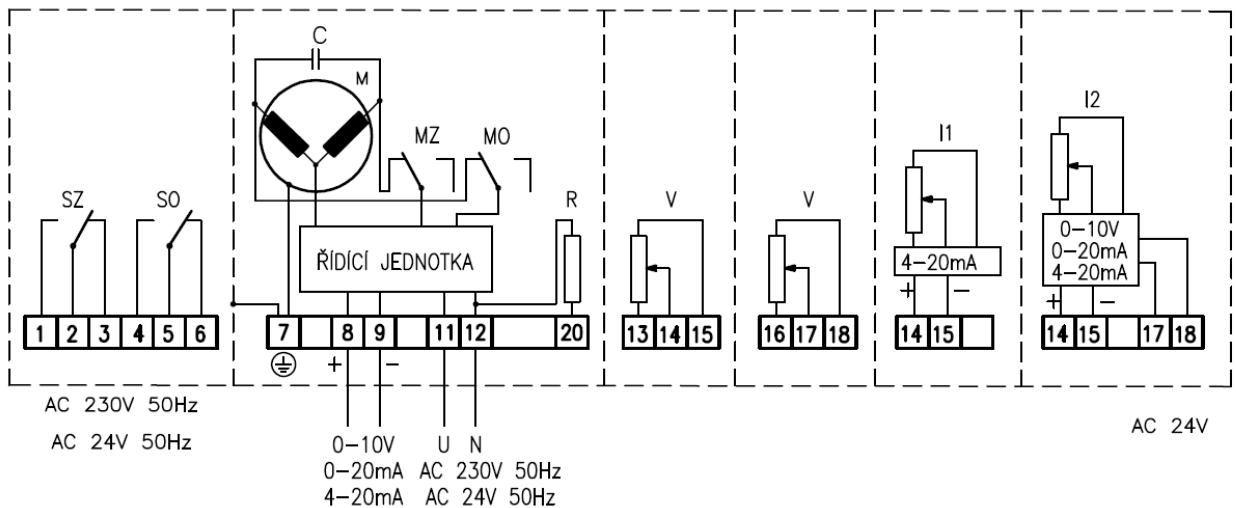 C
M
MZ
MO
SZ
SO
R
V
V
I1
I2
ŘÍDÍCÍ JEDNOTKA
4–20mA
0–10V
0–20mA
4–20mA
+ –
+ –
1 2 3 4 5 6
7 8 9 11 12 20
13 14 15
16 17 18
14 15
14 15 17 18
+ –
AC 230V 50Hz
AC 24V 50Hz
0–10V
0–20mA
4–20mA
U N
AC 230V 50Hz
AC 24V 50Hz
AC 24V